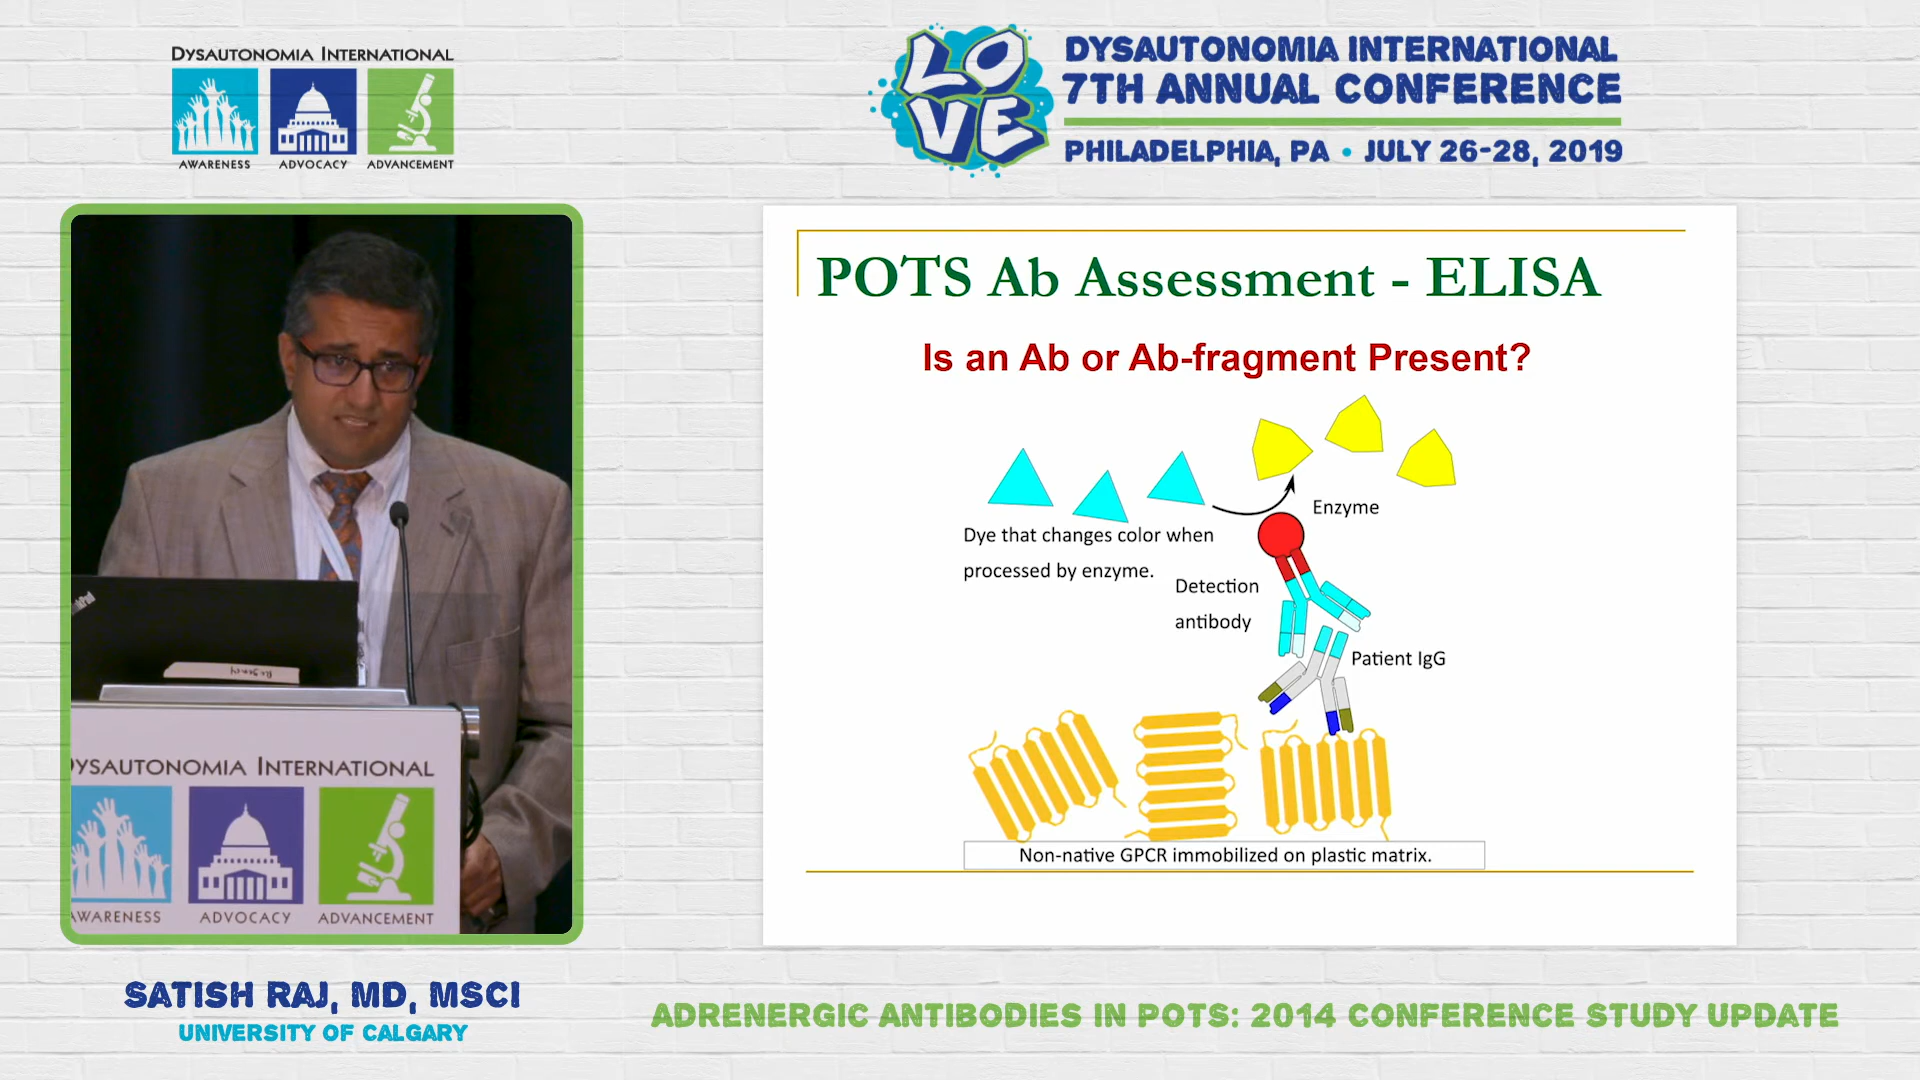 DYSAUTONOMIA INTERNATIONAL
AWARENESS
ADVOCACY
ADVANCEMENT
LOVE
DYSAUTONOMIA INTERNATIONAL
7TH ANNUAL CONFERENCE
PHILADELPHIA, PA • JULY 26-28, 2019
POTS Ab Assessment - ELISA
Is an Ab or Ab-fragment Present?
Enzyme
Dye that changes color when
processed by enzyme.
Detection
antibody
Patient IgG
Non-native GPCR immobilized on plastic matrix.
YSAUTONOMIA INTERNATIONAL
AWARENESS
ADVOCACY
ADVANCEMENT
SATISH RAJ, MD, MSCI
UNIVERSITY OF CALGARY
ADRENERGIC ANTIBODIES IN POTS: 2014 CONFERENCE STUDY UPDATE